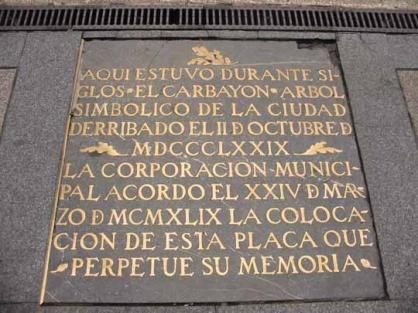 AQUI ESTUVO DURANTE SI-
GLOS·EL CARBAYON·ARBOL
SIMBOLICO DE LA CIUDAD
DERRIBADO EL 11 D OCTUBRE D
MDCCCLXXIX
LA CORPORACION MUNICI-
PAL ACORDO EL XXIV D MAR-
ZO D MCMXLIX LA COLOCA-
CION DE ESTA PLACA QUE
PERPETUE SU MEMORIA